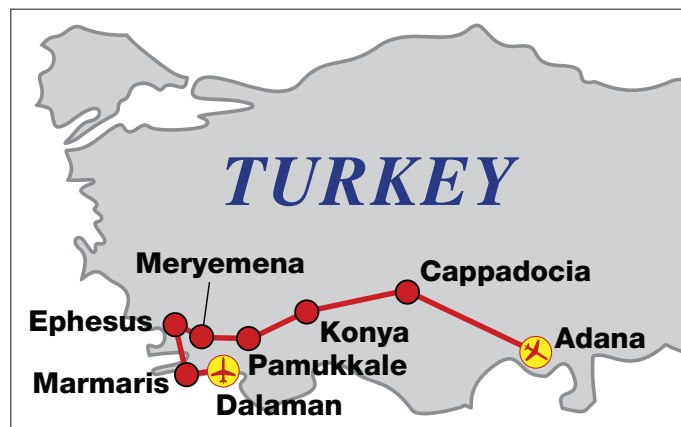 TURKEY
Meryemena
Cappadocia
Ephesus
Konya
Adana
Pamukkale
Marmaris
Dalaman